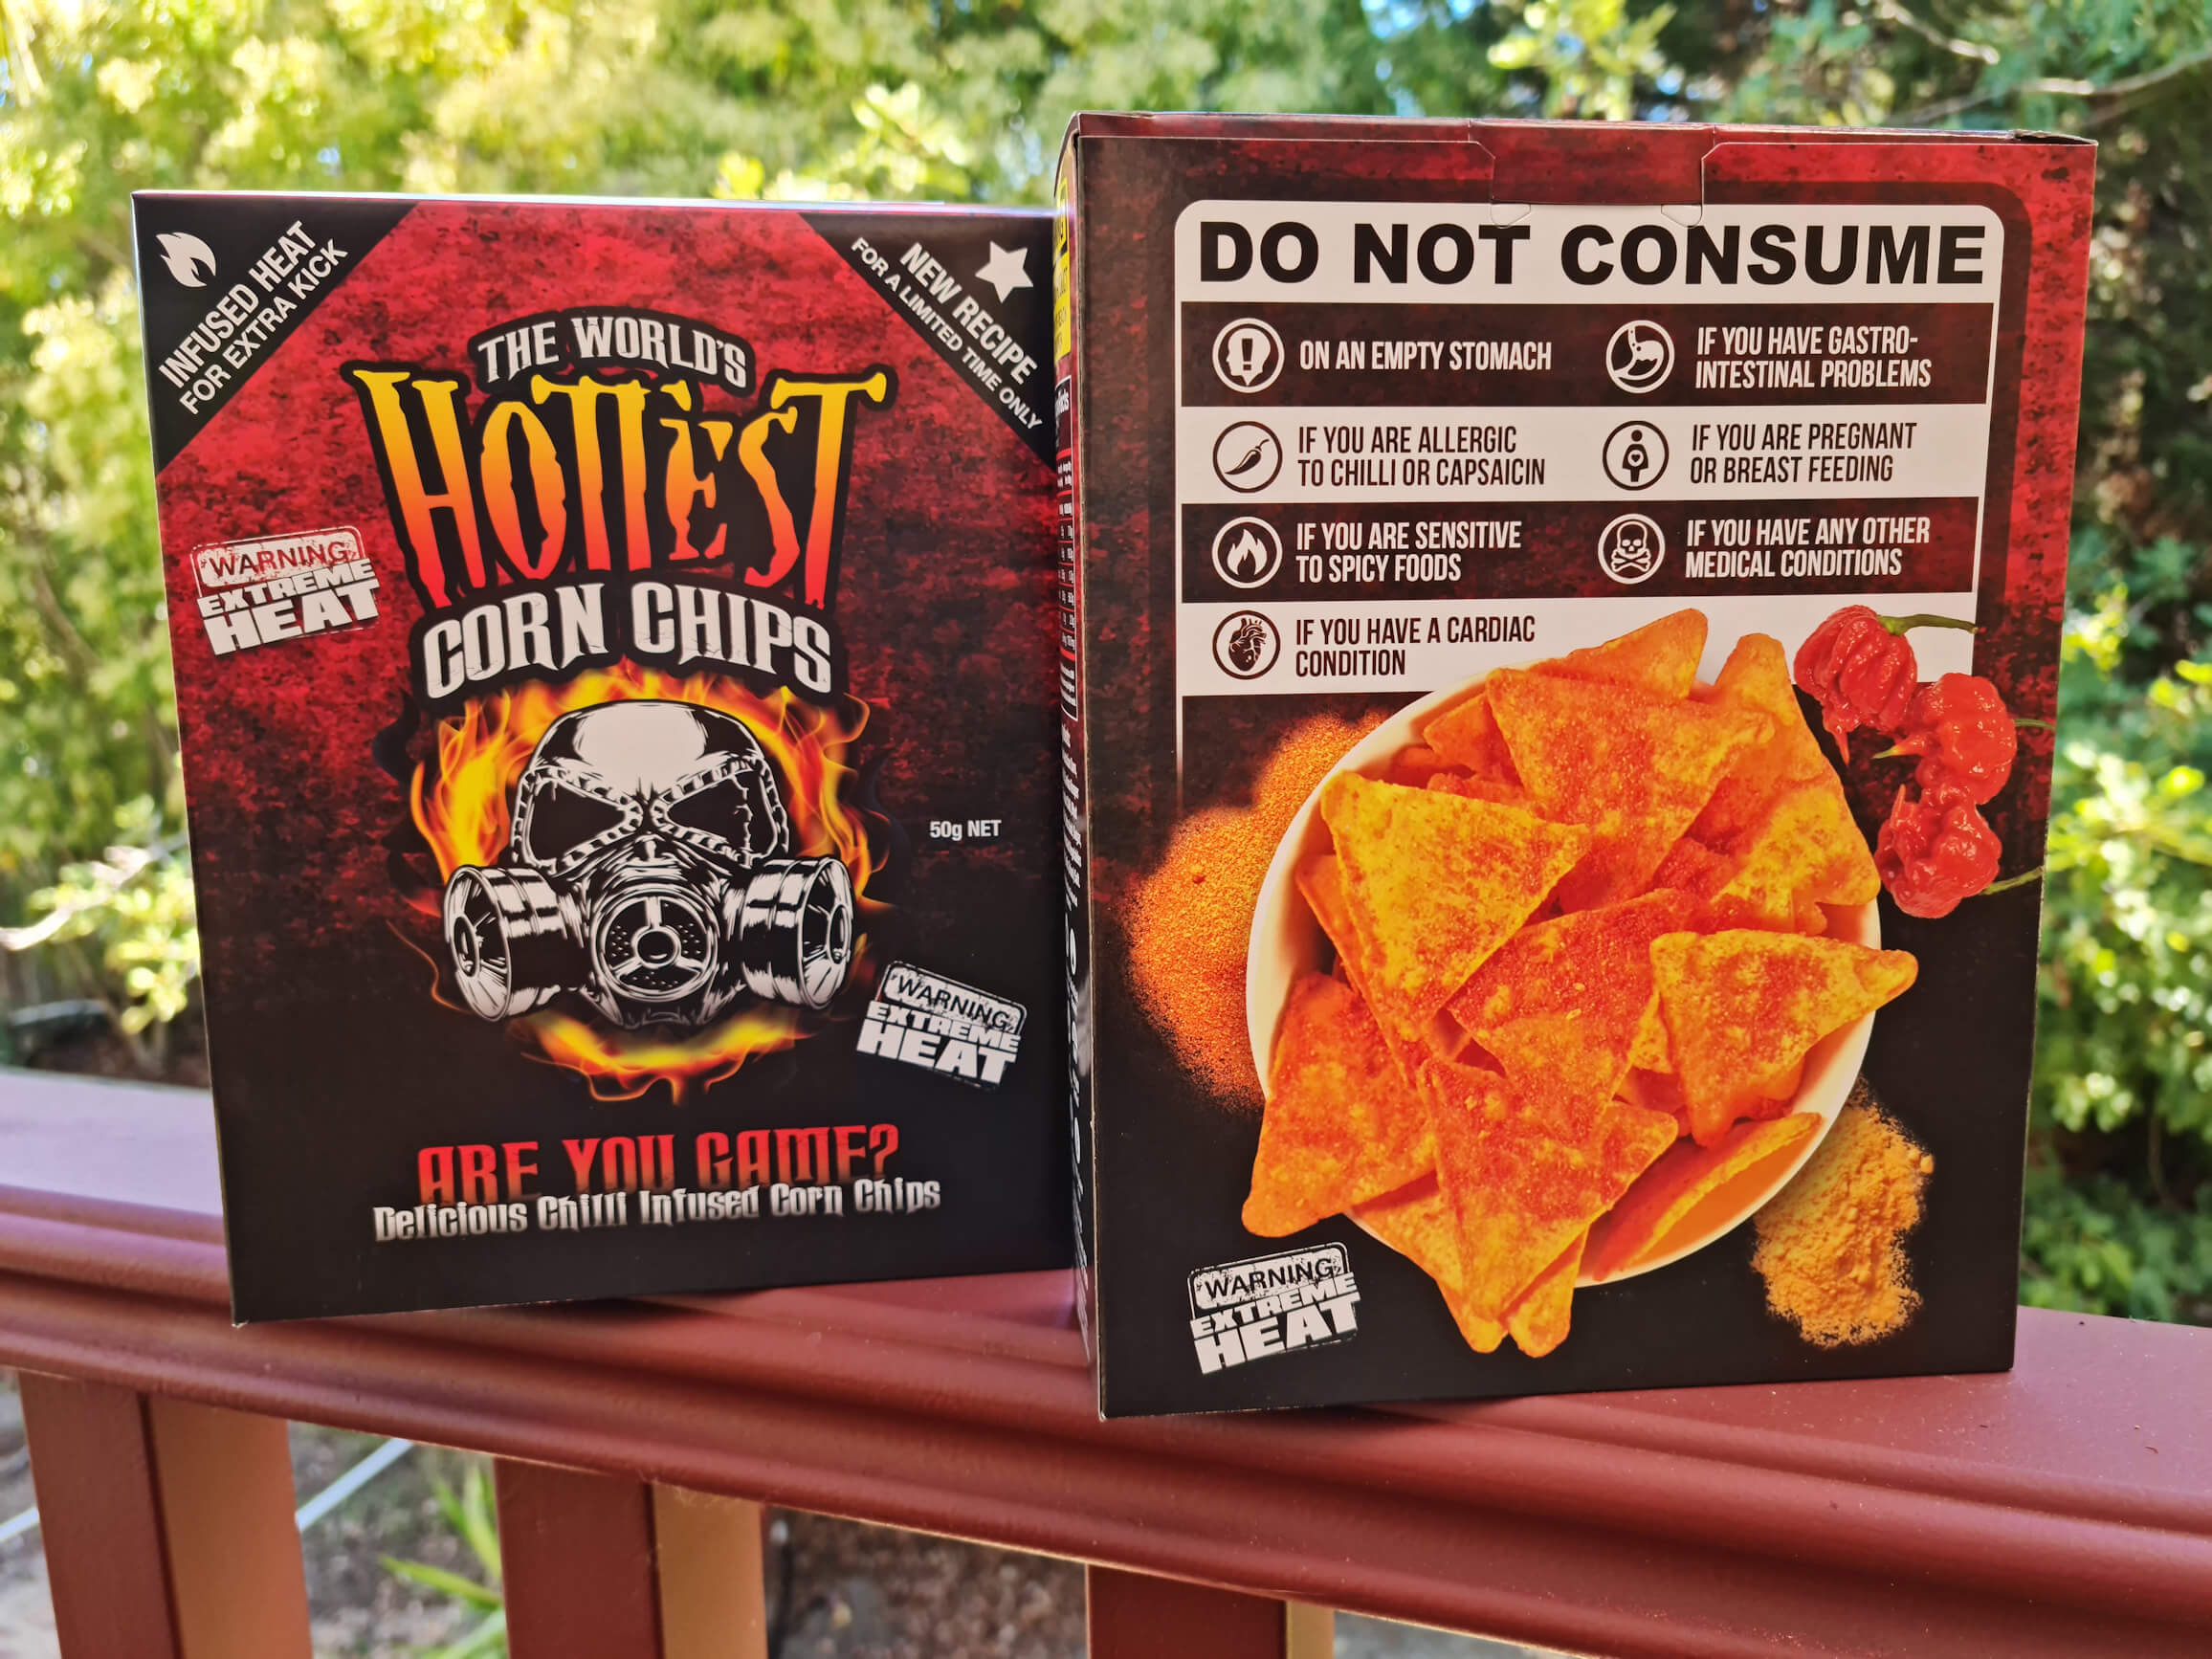 INFUSED HEAT
FOR EXTRA KICK
NEW RECIPE
FOR A LIMITED TIME ONLY
THE WORLD'S
HOTTEST
CORN CHIPS
WARNING
EXTREME
HEAT
50g NET
WARNING
EXTREME
HEAT
ARE YOU GAME?
Delicious Chilli Infused Corn Chips
DO NOT CONSUME
ON AN EMPTY STOMACH
IF YOU HAVE GASTRO-
INTESTINAL PROBLEMS
IF YOU ARE ALLERGIC
TO CHILLI OR CAPSAICIN
IF YOU ARE PREGNANT
OR BREAST FEEDING
IF YOU ARE SENSITIVE
TO SPICY FOODS
IF YOU HAVE ANY OTHER
MEDICAL CONDITIONS
IF YOU HAVE A CARDIAC
CONDITION
WARNING
EXTREME
HEAT